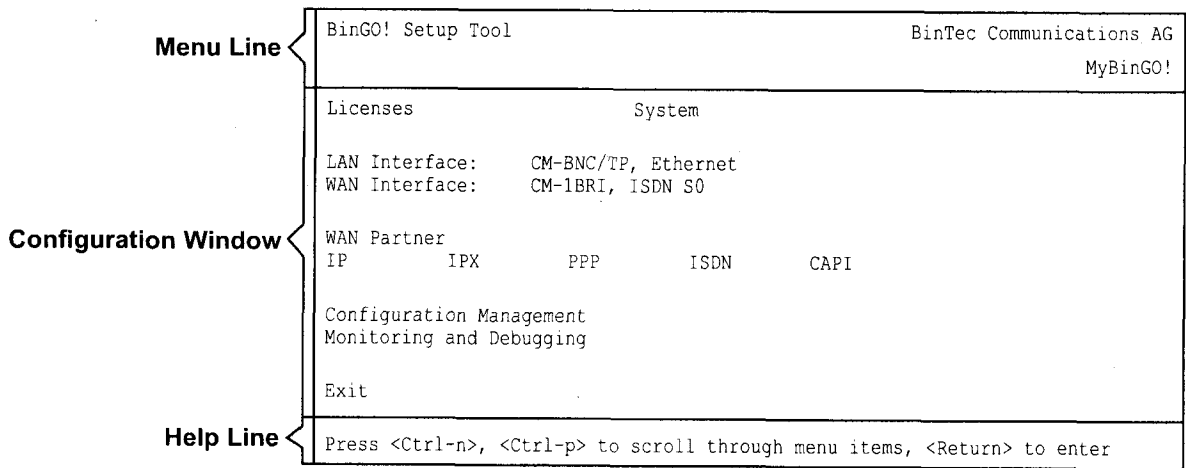 Menu Line
BinGO! Setup Tool BinTec Communications AG
MyBinGO!
Configuration Window
Licenses System
LAN Interface: CM-BNC/TP, Ethernet
WAN Interface: CM-1BRI, ISDN S0
WAN Partner
IP IPX PPP ISDN CAPI
Configuration Management
Monitoring and Debugging
Exit
Help Line
Press <Ctrl-n>, <Ctrl-p> to scroll through menu items, <Return> to enter